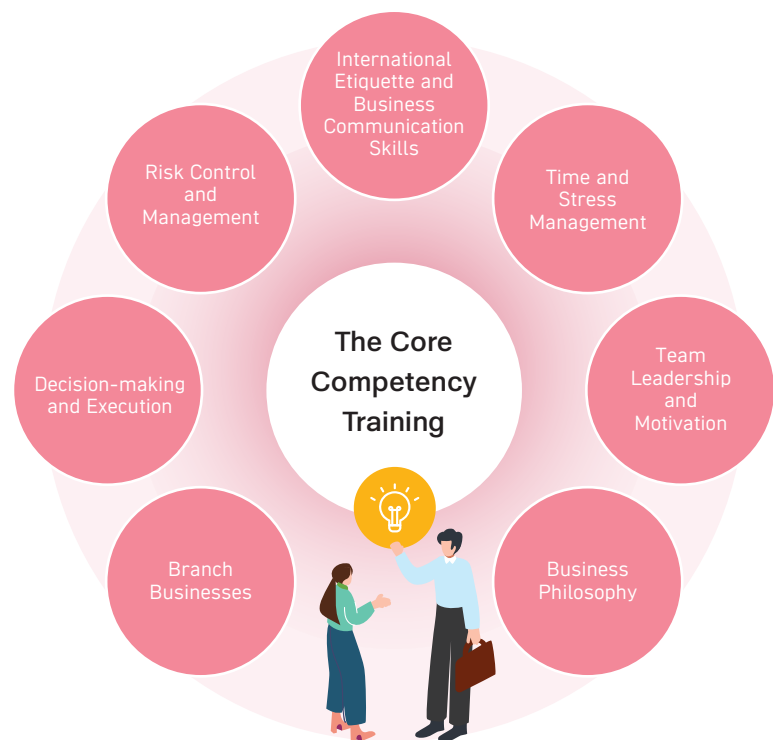 International
Etiquette and
Business
Communication
Skills
Risk Control
and
Management
Time and
Stress
Management
The Core
Competency
Training
Decision-making
and Execution
Team
Leadership
and
Motivation
Branch
Businesses
Business
Philosophy